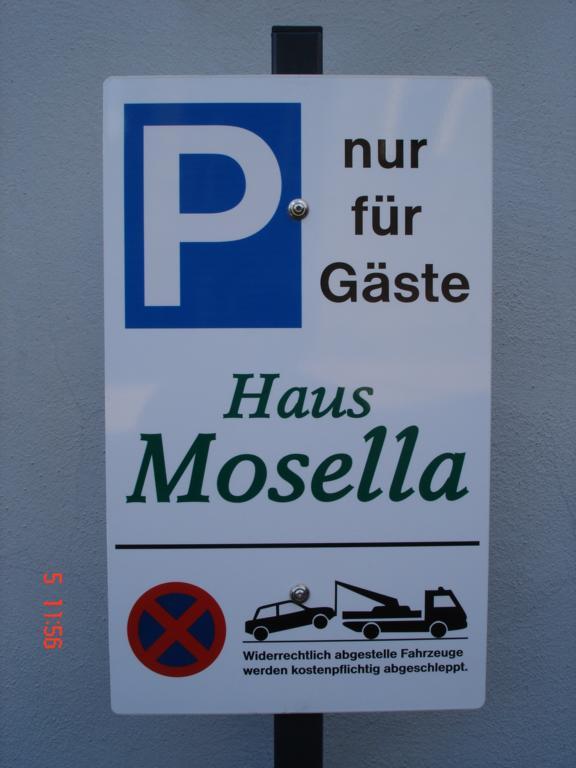 P
nur
für
Gäste
Haus
Mosella
Widerrechtlich abgestelle Fahrzeuge
werden kostenpflichtig abgeschleppt.
5 11:56